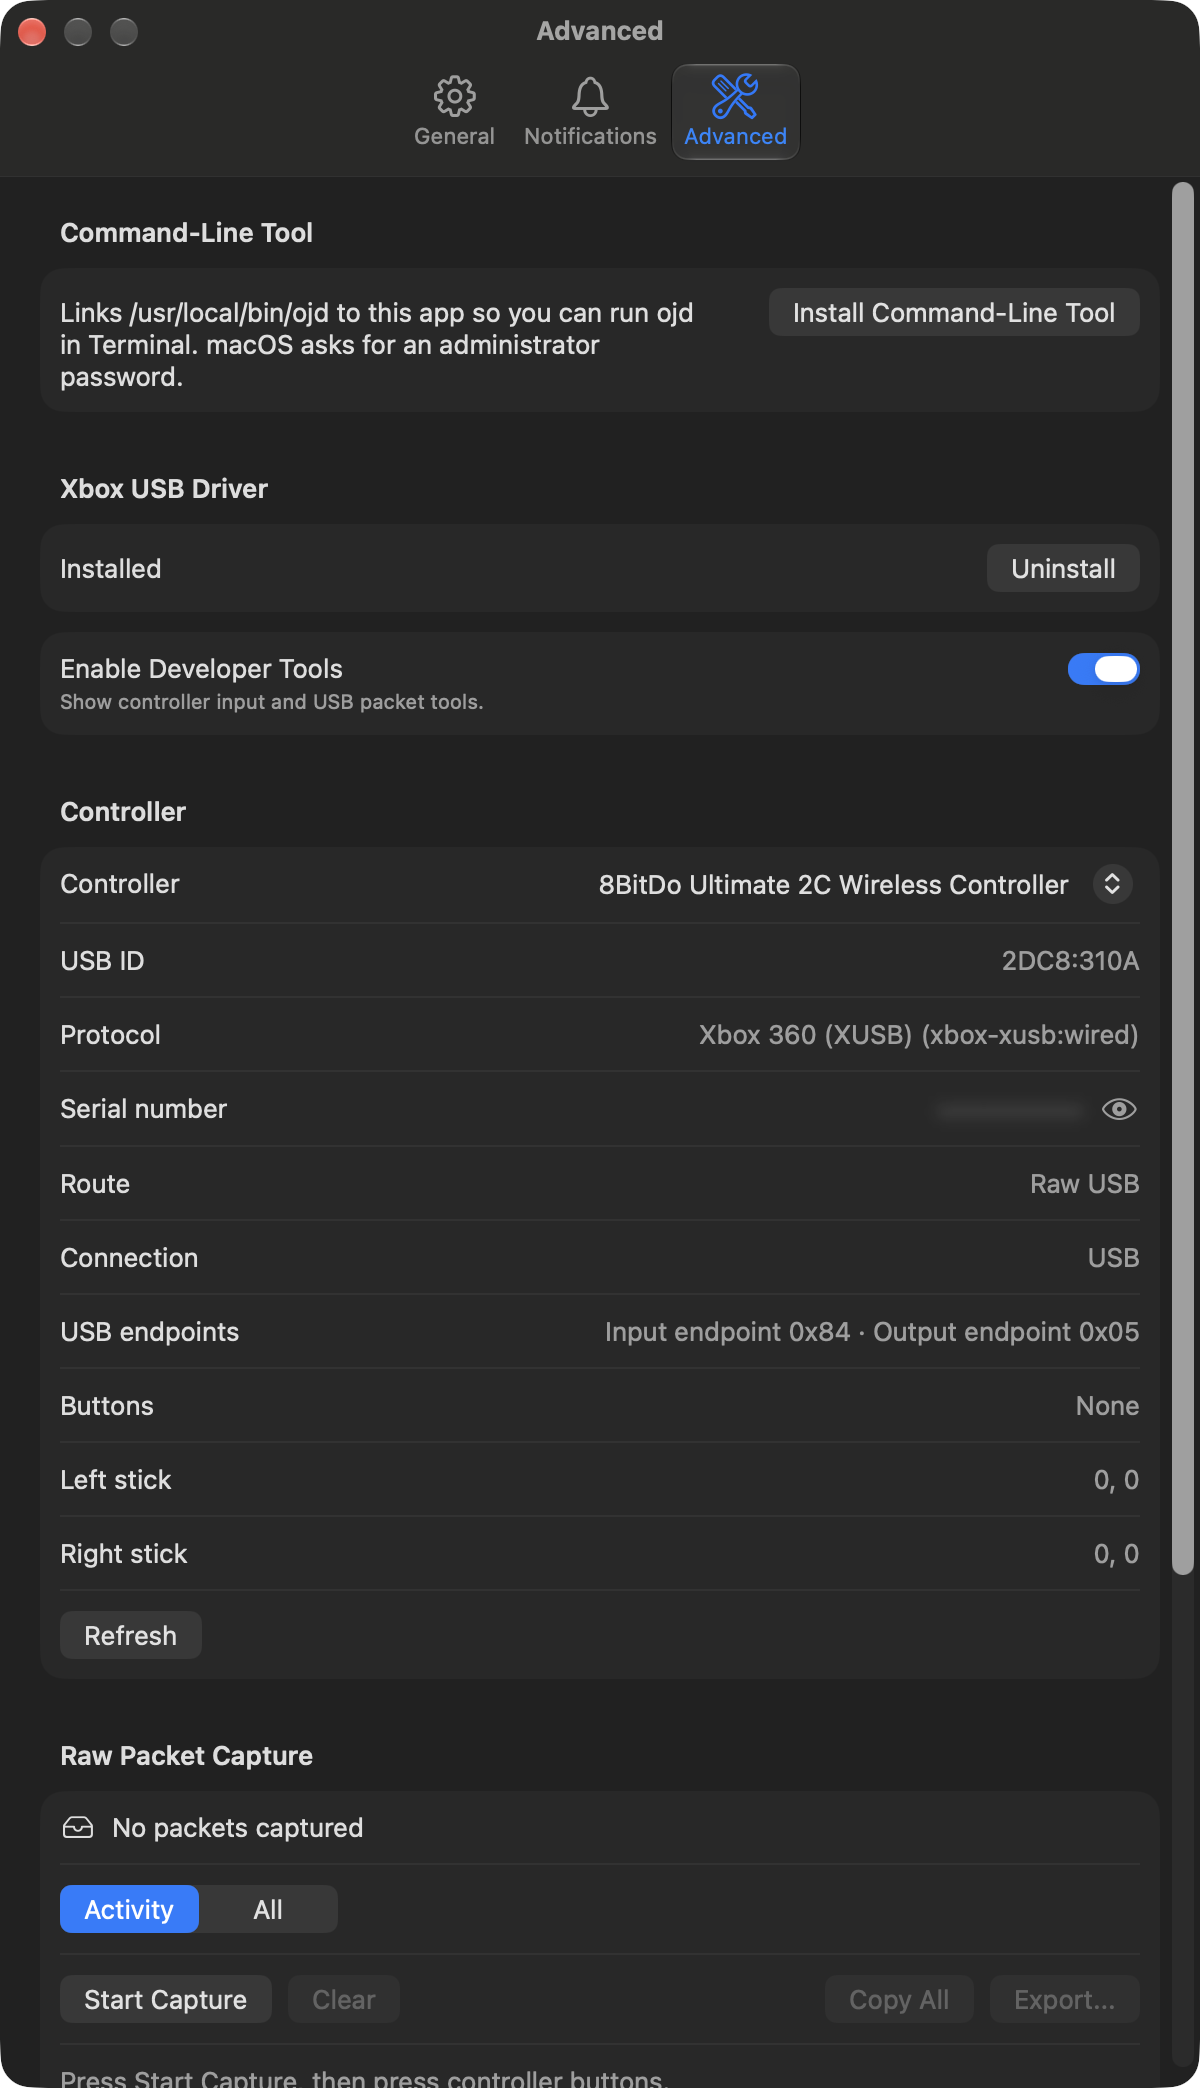 Advanced
General
Notifications
Advanced
Command-Line Tool
Links /usr/local/bin/ojd to this app so you can run ojd
in Terminal. macOS asks for an administrator
password.
Install Command-Line Tool
Xbox USB Driver
Installed
Uninstall
Enable Developer Tools
Show controller input and USB packet tools.
Controller
Controller
8BitDo Ultimate 2C Wireless Controller
USB ID
2DC8:310A
Protocol
Xbox 360 (XUSB) (xbox-xusb:wired)
Serial number
Route
Raw USB
Connection
USB
USB endpoints
Input endpoint 0x84 · Output endpoint 0x05
Buttons
None
Left stick
0, 0
Right stick
0, 0
Refresh
Raw Packet Capture
No packets captured
Activity
All
Start Capture
Clear
Copy All
Export...
Press Start Capture, then press controller buttons.